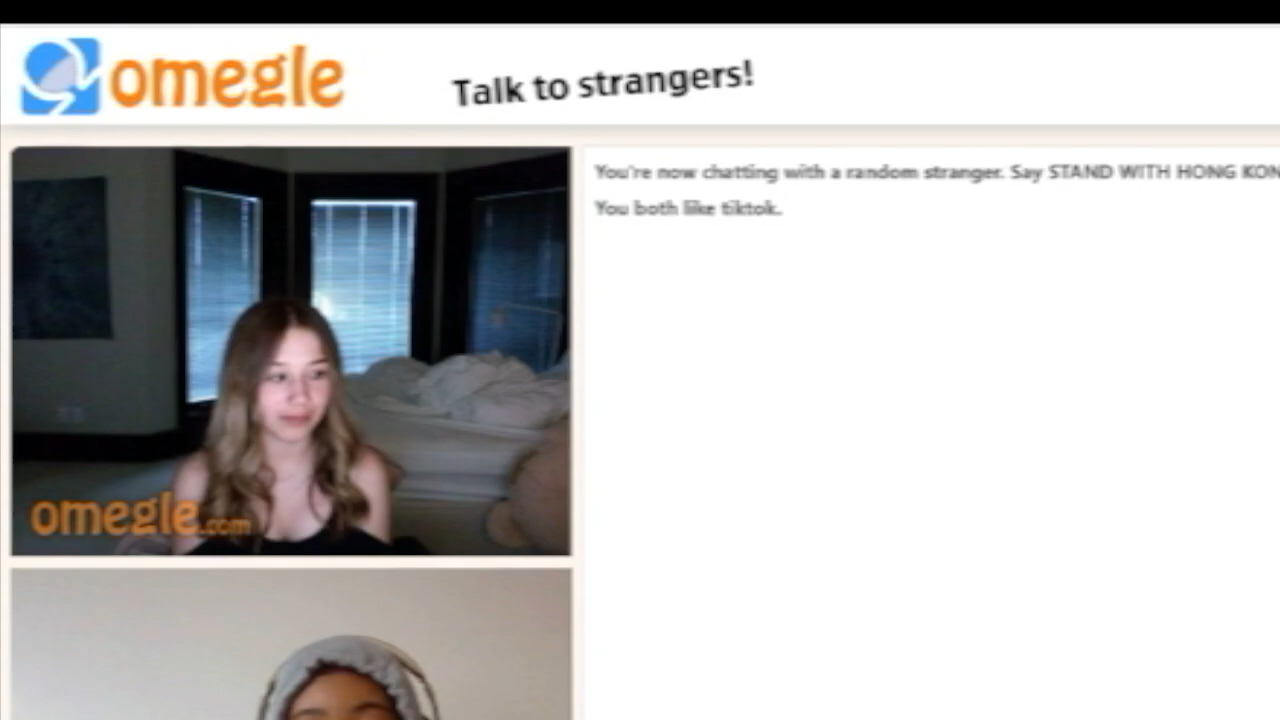 omegle
Talk to strangers!
You're now chatting with a random stranger. Say STAND WITH HONG KON
You both like tiktok.
omegle.com